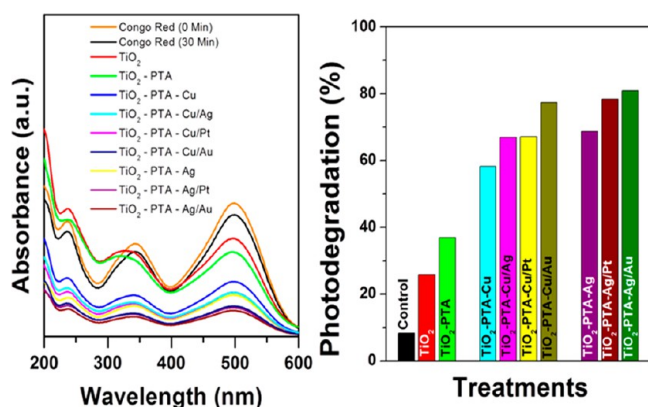 Absorbance (a.u.)
Congo Red (0 Min)
Congo Red (30 Min)
TiO₂
TiO₂ - PTA
TiO₂ - PTA - Cu
TiO₂ - PTA - Cu/Ag
TiO₂ - PTA - Cu/Pt
TiO₂ - PTA - Cu/Au
TiO₂ - PTA - Ag
TiO₂ - PTA - Ag/Pt
TiO₂ - PTA - Ag/Au
200 300 400 500 600
Wavelength (nm)
Photodegradation (%)
100
80
60
40
20
0
Control
TiO₂
TiO₂-PTA
TiO₂-PTA-Cu
TiO₂-PTA-Cu/Ag
TiO₂-PTA-Cu/Pt
TiO₂-PTA-Cu/Au
TiO₂-PTA-Ag
TiO₂-PTA-Ag/Pt
TiO₂-PTA-Ag/Au
Treatments